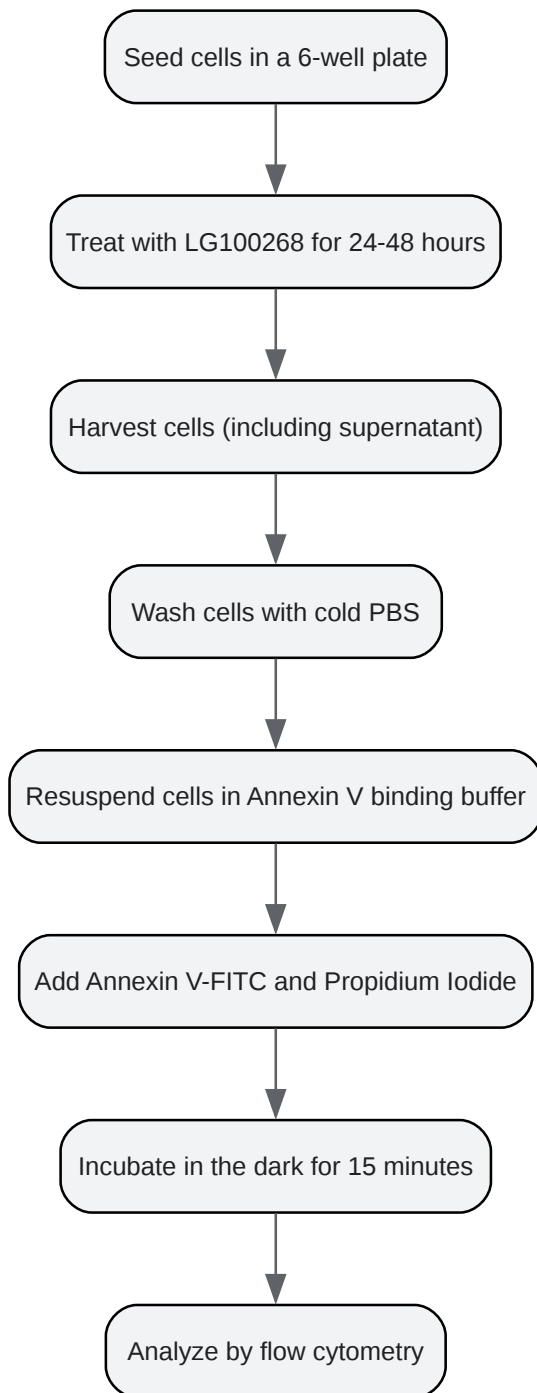 Seed cells in a 6-well plate
Treat with LG100268 for 24-48 hours
Harvest cells (including supernatant)
Wash cells with cold PBS
Resuspend cells in Annexin V binding buffer
Add Annexin V-FITC and Propidium Iodide
Incubate in the dark for 15 minutes
Analyze by flow cytometry